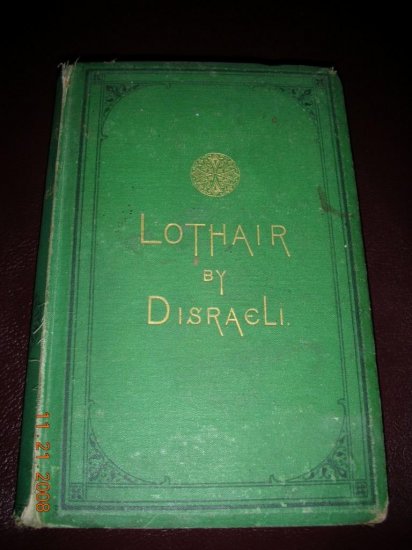 LOTHAIR
BY
DISRAELI.
11.21.2008